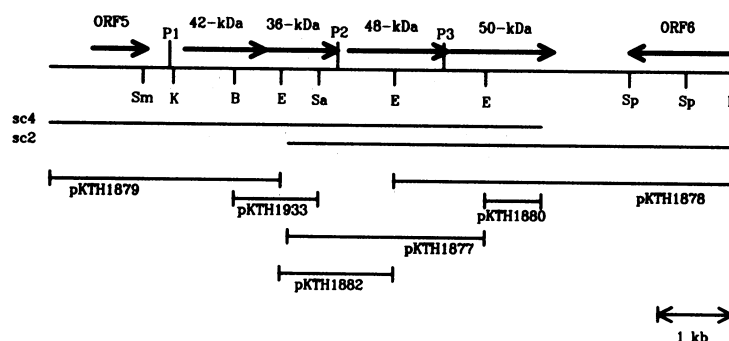 ORF5 P1 42-kDa 36-kDa P2 48-kDa P3 50-kDa ORF6
Sm K B E Sa E E Sp Sp
sc4
sc2
pKTH1879 pKTH1878
pKTH1933 pKTH1880
pKTH1877
pKTH1882
1 kb